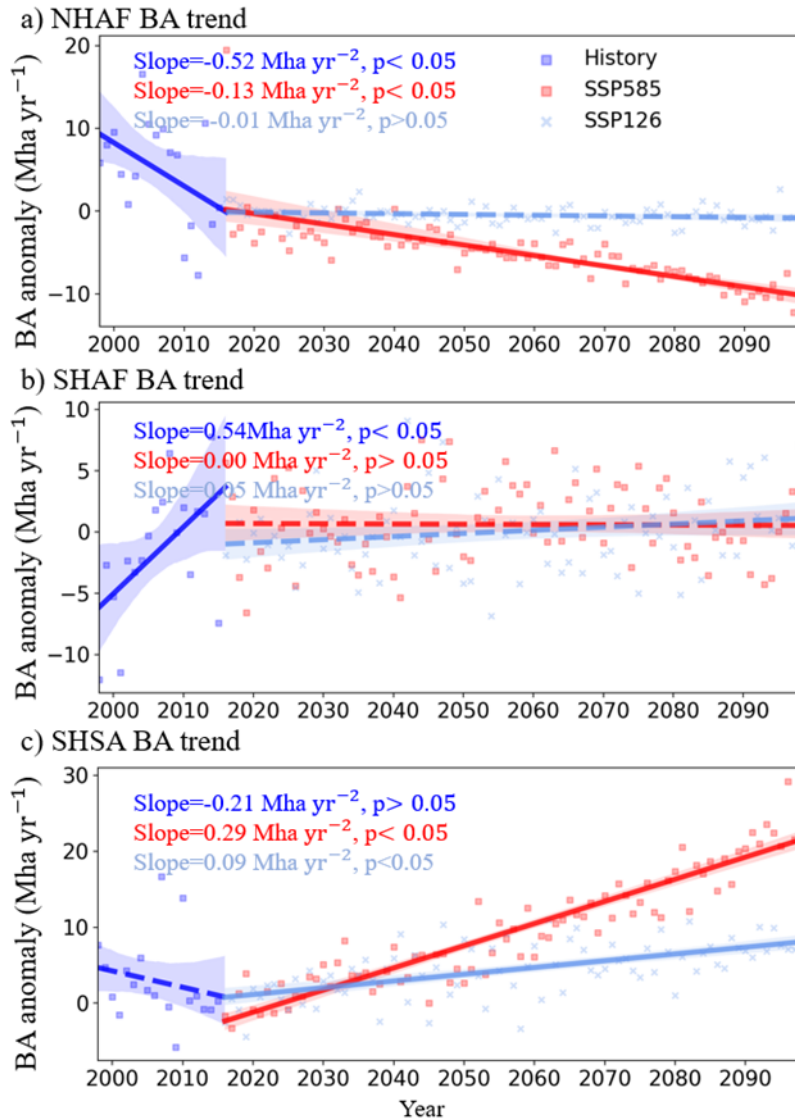 a) NHAF BA trend
Slope=-0.52 Mha yr⁻², p< 0.05
Slope=-0.13 Mha yr⁻², p< 0.05
Slope= -0.01 Mha yr⁻², p>0.05
History
SSP585
SSP126
BA anomaly (Mha yr⁻¹)
20
10
0
−10
2000 2010 2020 2030 2040 2050 2060 2070 2080 2090
b) SHAF BA trend
Slope=0.54Mha yr⁻², p< 0.05
Slope=0.00 Mha yr⁻², p> 0.05
Slope=0.05 Mha yr⁻², p>0.05
BA anomaly (Mha yr⁻¹)
10
5
0
−5
−10
2000 2010 2020 2030 2040 2050 2060 2070 2080 2090
c) SHSA BA trend
Slope=-0.21 Mha yr⁻², p> 0.05
Slope=0.29 Mha yr⁻², p< 0.05
Slope=0.09 Mha yr⁻², p<0.05
BA anomaly (Mha yr⁻¹)
30
20
10
0
2000 2010 2020 2030 2040 2050 2060 2070 2080 2090
Year